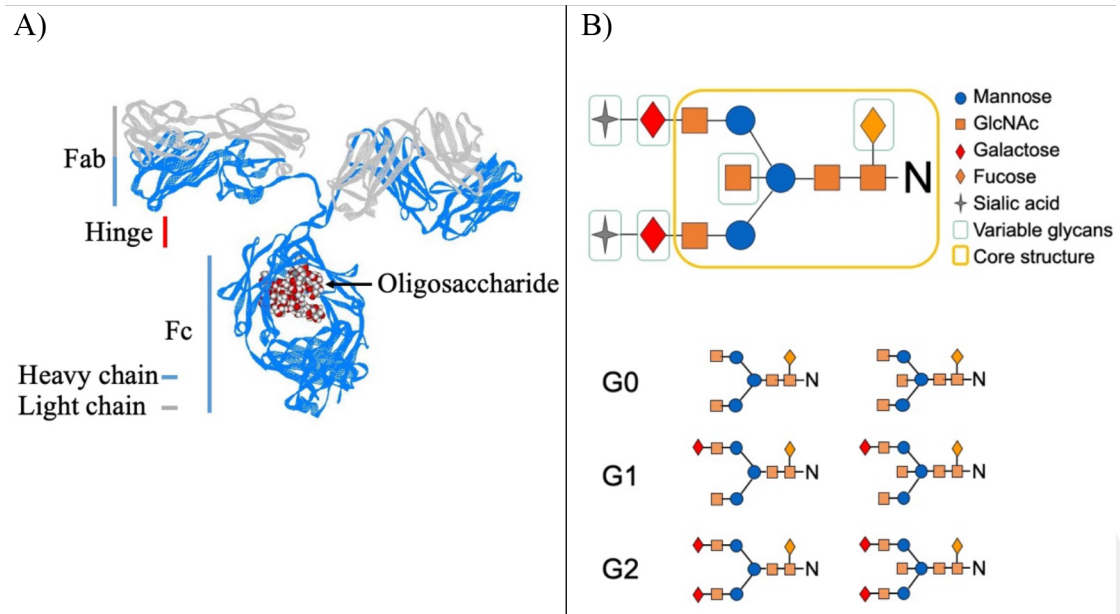 A)
Fab
Hinge
Oligosaccharide
Fc
Heavy chain
Light chain
B)
Mannose
GlcNAc
Galactose
Fucose
Sialic acid
Variable glycans
Core structure
N
G0
N
N
G1
N
N
G2
N
N